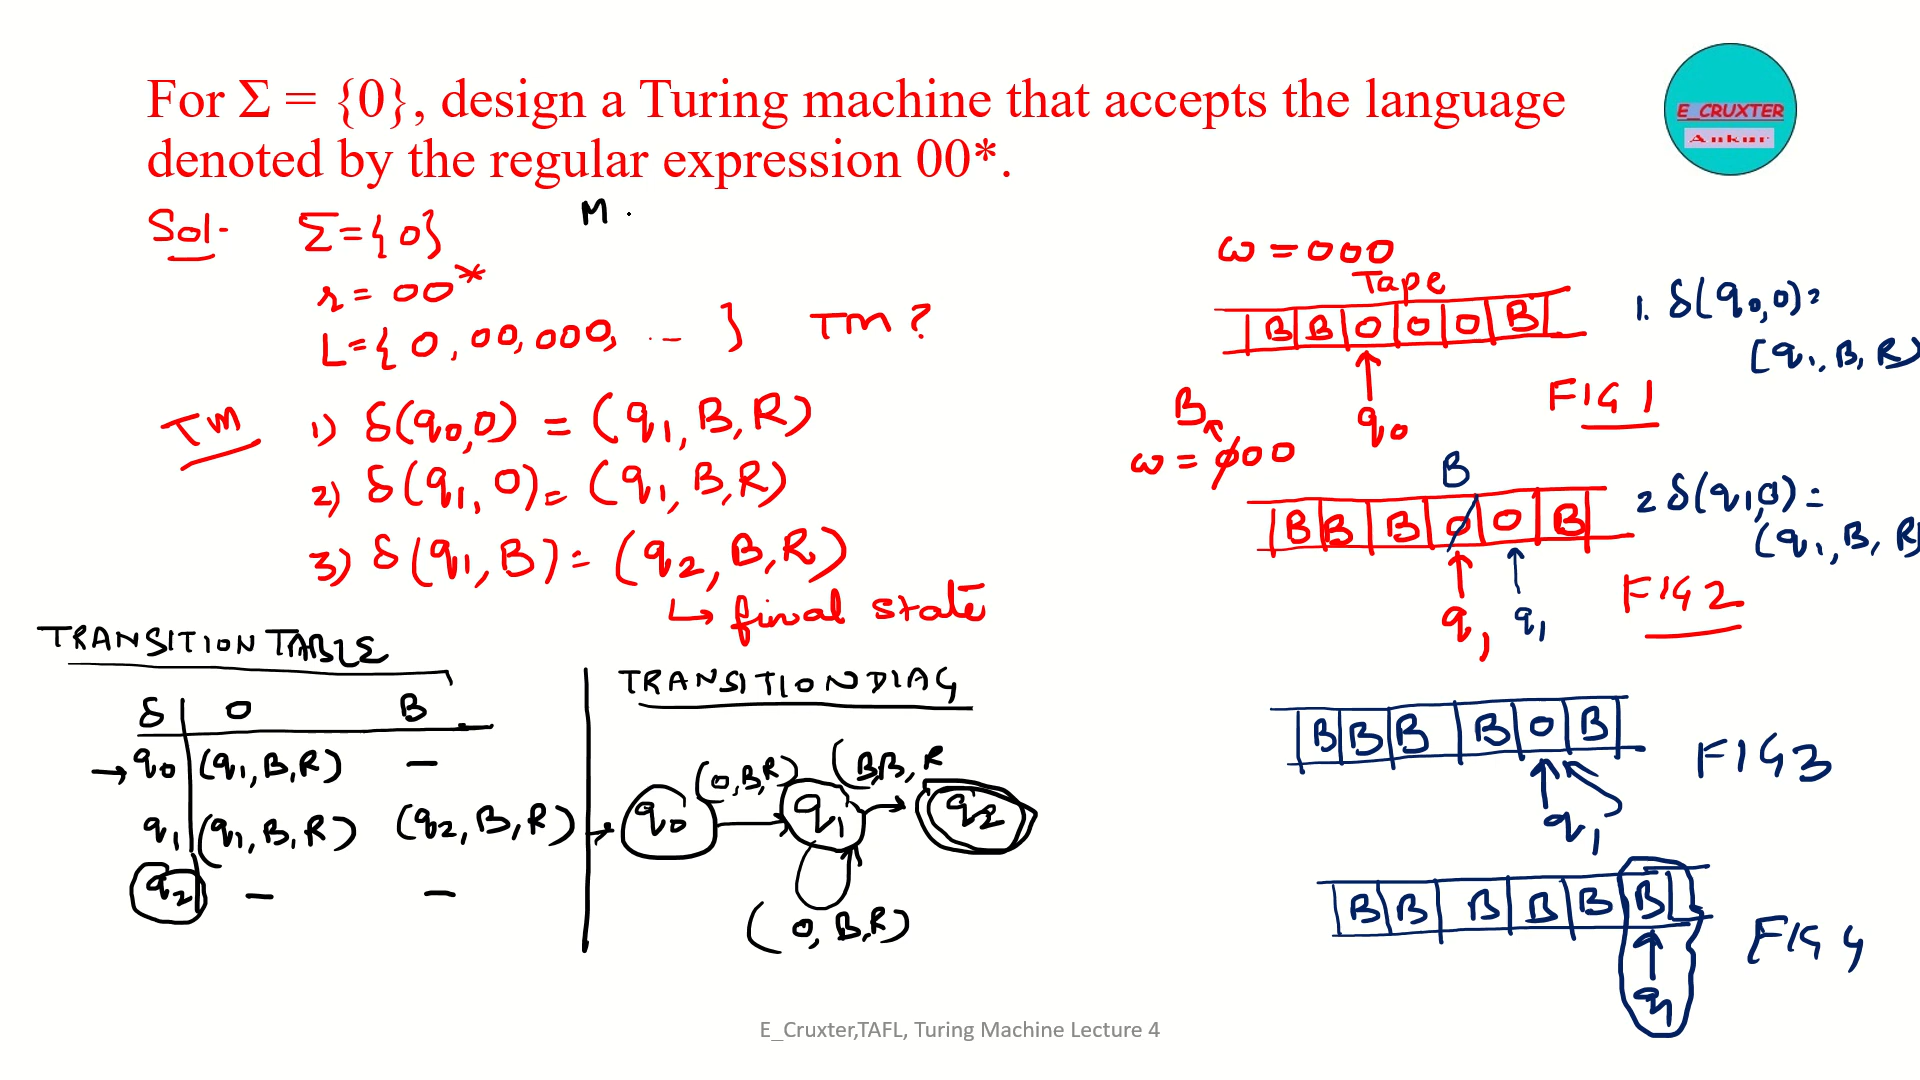 For Σ = {0}, design a Turing machine that accepts the language
denoted by the regular expression 00*.
E_CRUXTER
Ankur
Sol- Σ={0}
M.
r = 00*
L={ 0, 00, 000, ... } TM ?
TM
1) δ(q0,0) = (q1, B, R)
2) δ(q1, 0) = (q1, B, R)
3) δ(q1, B) = (q2, B, R)
↳ final state
TRANSITION TABLE
δ 0 B
→ q0 (q1, B, R) —
q1 (q1, B, R) (q2, B, R)
q2 — —
TRANSITION DIAG
(0, B, R) (B,B, R
q0 q1 q2
(0, B, R)
ω = 000
Tape
B B 0 0 0 B
q0
FIG 1
1. δ(q0,0)=
(q1, B, R)
B
ω = 000
B
B B B 0 0 B
q1 q1
FIG 2
2 δ(q1,0) =
(q1, B, R)
B B B B 0 B
q1
FIG 3
B B B B B B
q1
FIG 4
E_Cruxter,TAFL, Turing Machine Lecture 4